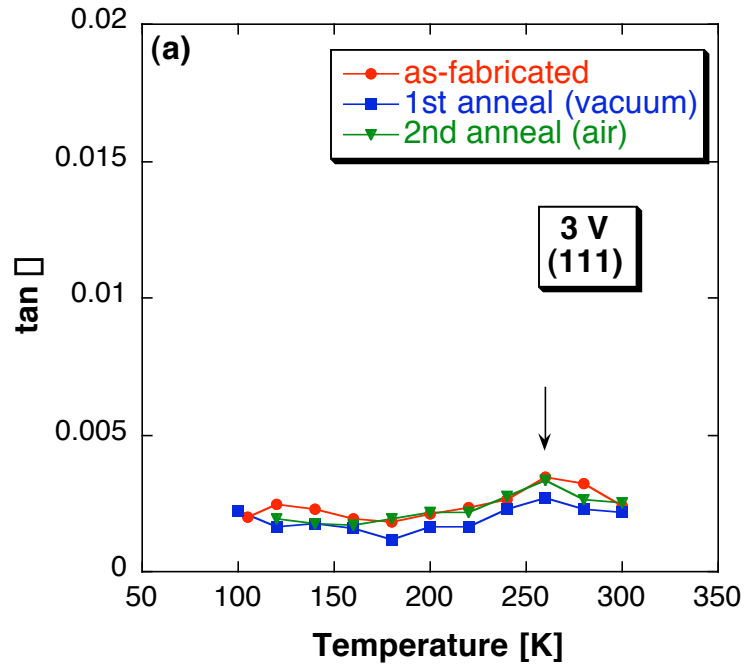 (a)
as-fabricated
1st anneal (vacuum)
2nd anneal (air)
3 V
(111)
0.02
0.015
0.01
0.005
0
tan []
50 100 150 200 250 300 350
Temperature [K]